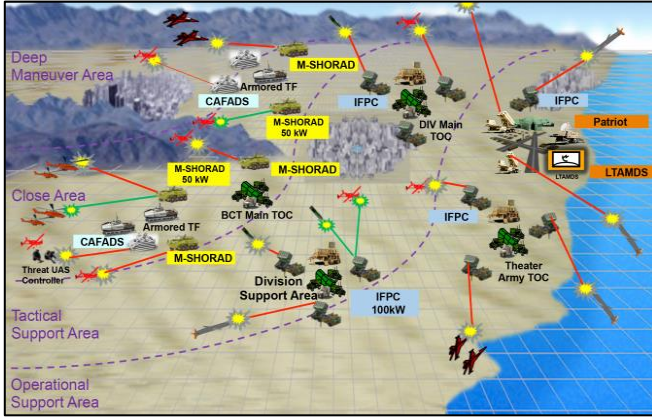 Deep
Maneuver Area
Armored TF
M-SHORAD
CAFADS
IFPC
DIV Main
TOC
IFPC
Patriot
LTAMDS
LTAMDS
M-SHORAD
50 kW
M-SHORAD
50 kW
M-SHORAD
Close Area
BCT Main TOC
IFPC
Armored TF
CAFADS
M-SHORAD
Threat UAS
Controller
Division
Support Area
IFPC
100kW
Theater
Army TOC
Tactical
Support Area
Operational
Support Area